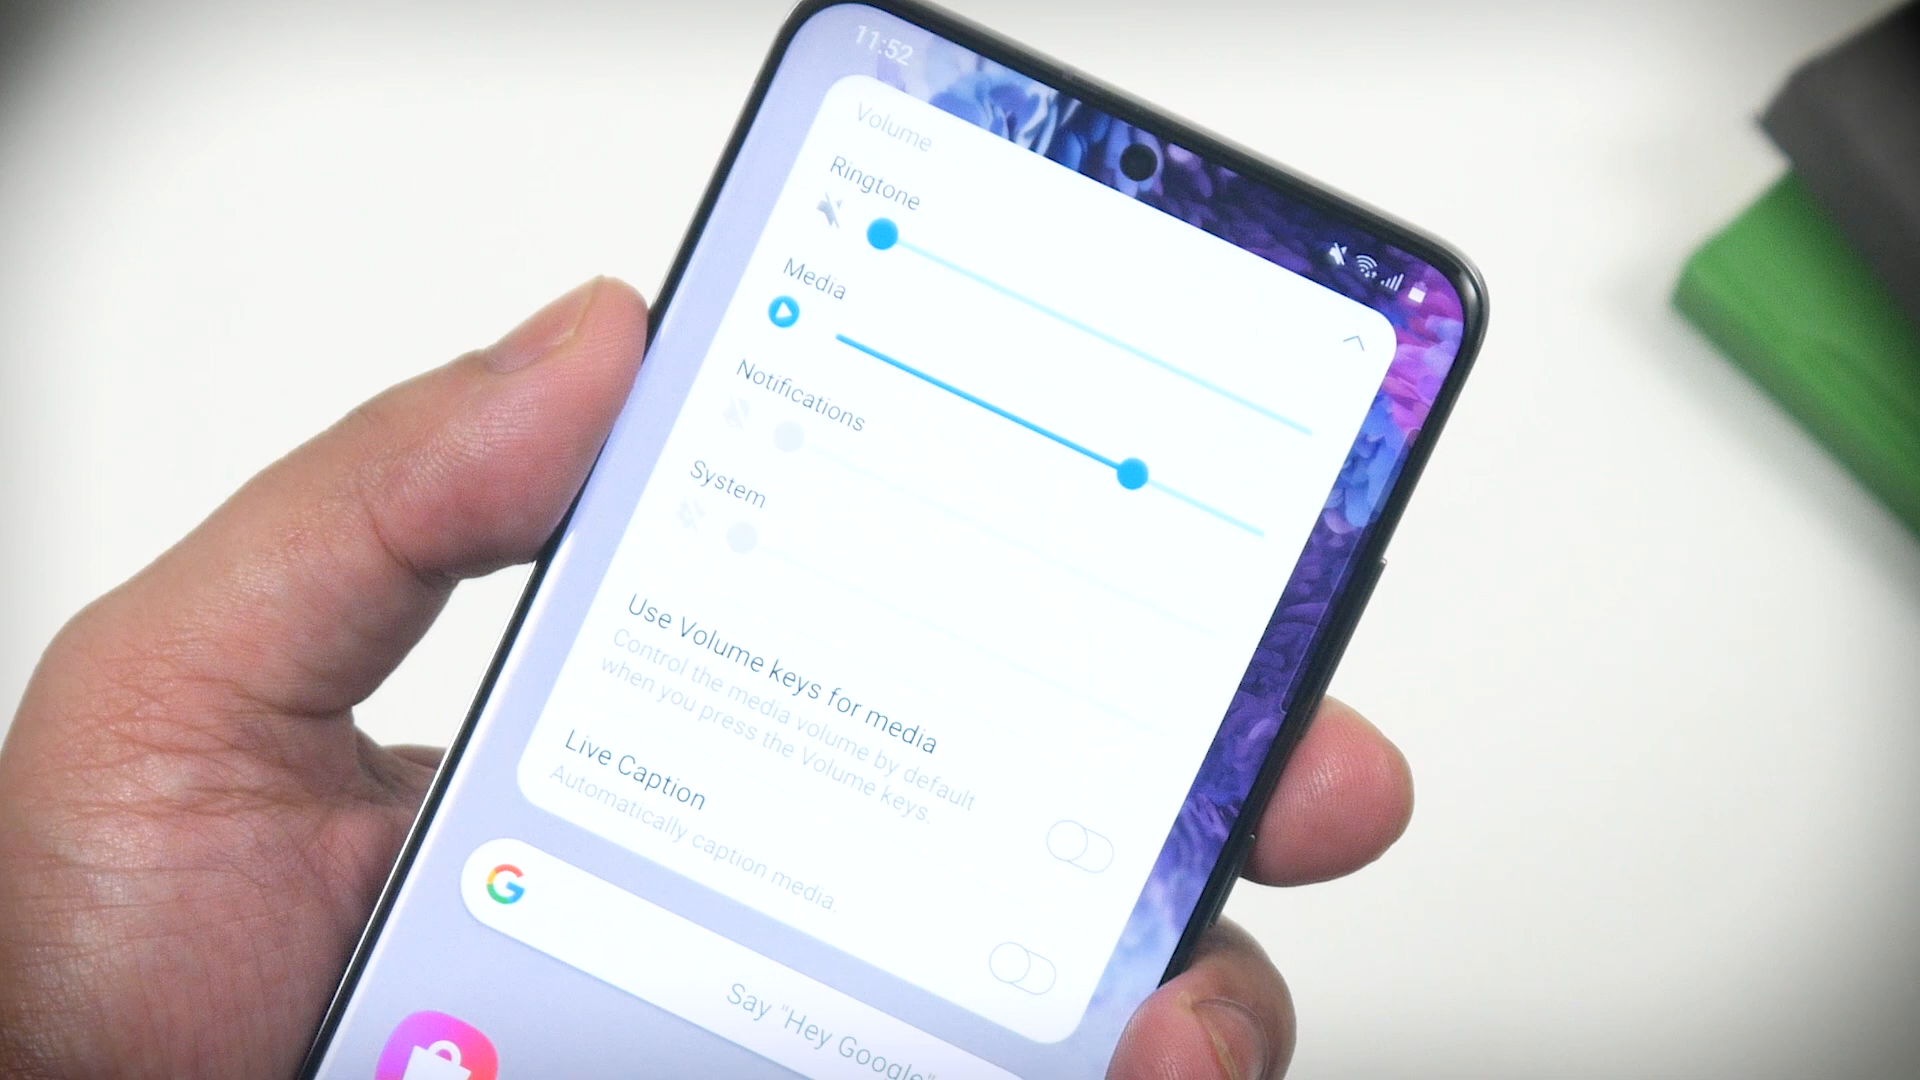 11:52
Volume
Ringtone
Media
Notifications
System
Use Volume keys for media
Control the media volume by default
when you press the Volume keys.
Live Caption
Automatically caption media.
G
Say "Hey Google"